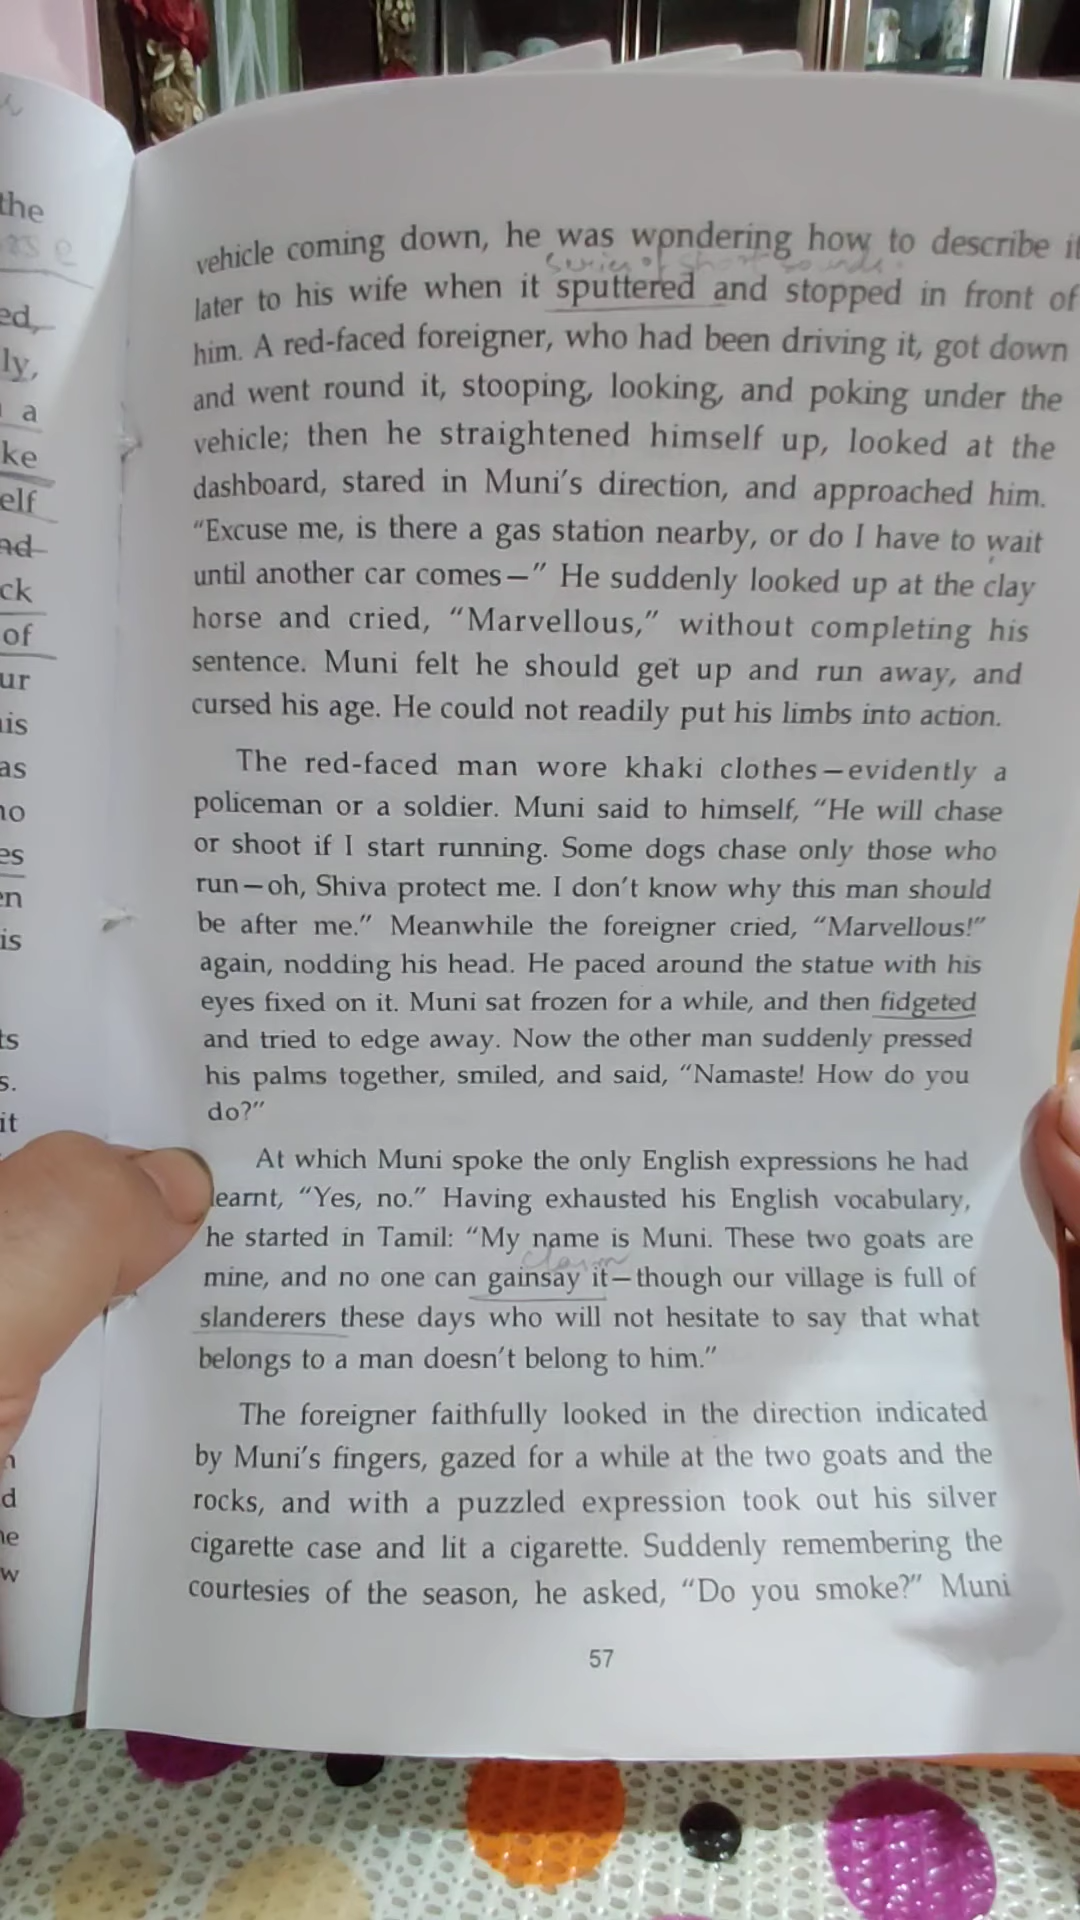 the
ed,
ly,
a
ke
elf
ck
of
ur
is
as
no
es
en
is
ts
s.
it
d
he
w
vehicle coming down, he was wondering how to describe it
series of short sounds.
later to his wife when it sputtered and stopped in front of
him. A red-faced foreigner, who had been driving it, got down
and went round it, stooping, looking, and poking under the
vehicle; then he straightened himself up, looked at the
dashboard, stared in Muni's direction, and approached him.
"Excuse me, is there a gas station nearby, or do I have to wait
until another car comes—" He suddenly looked up at the clay
horse and cried, "Marvellous," without completing his
sentence. Muni felt he should get up and run away, and
cursed his age. He could not readily put his limbs into action.
The red-faced man wore khaki clothes—evidently a
policeman or a soldier. Muni said to himself, "He will chase
or shoot if I start running. Some dogs chase only those who
run—oh, Shiva protect me. I don't know why this man should
be after me." Meanwhile the foreigner cried, "Marvellous!"
again, nodding his head. He paced around the statue with his
eyes fixed on it. Muni sat frozen for a while, and then fidgeted
and tried to edge away. Now the other man suddenly pressed
his palms together, smiled, and said, "Namaste! How do you
do?"
At which Muni spoke the only English expressions he had
learnt, "Yes, no." Having exhausted his English vocabulary,
he started in Tamil: "My name is Muni. These two goats are
claim
mine, and no one can gainsay it—though our village is full of
slanderers these days who will not hesitate to say that what
belongs to a man doesn't belong to him."
The foreigner faithfully looked in the direction indicated
by Muni's fingers, gazed for a while at the two goats and the
rocks, and with a puzzled expression took out his silver
cigarette case and lit a cigarette. Suddenly remembering the
courtesies of the season, he asked, "Do you smoke?" Muni
57